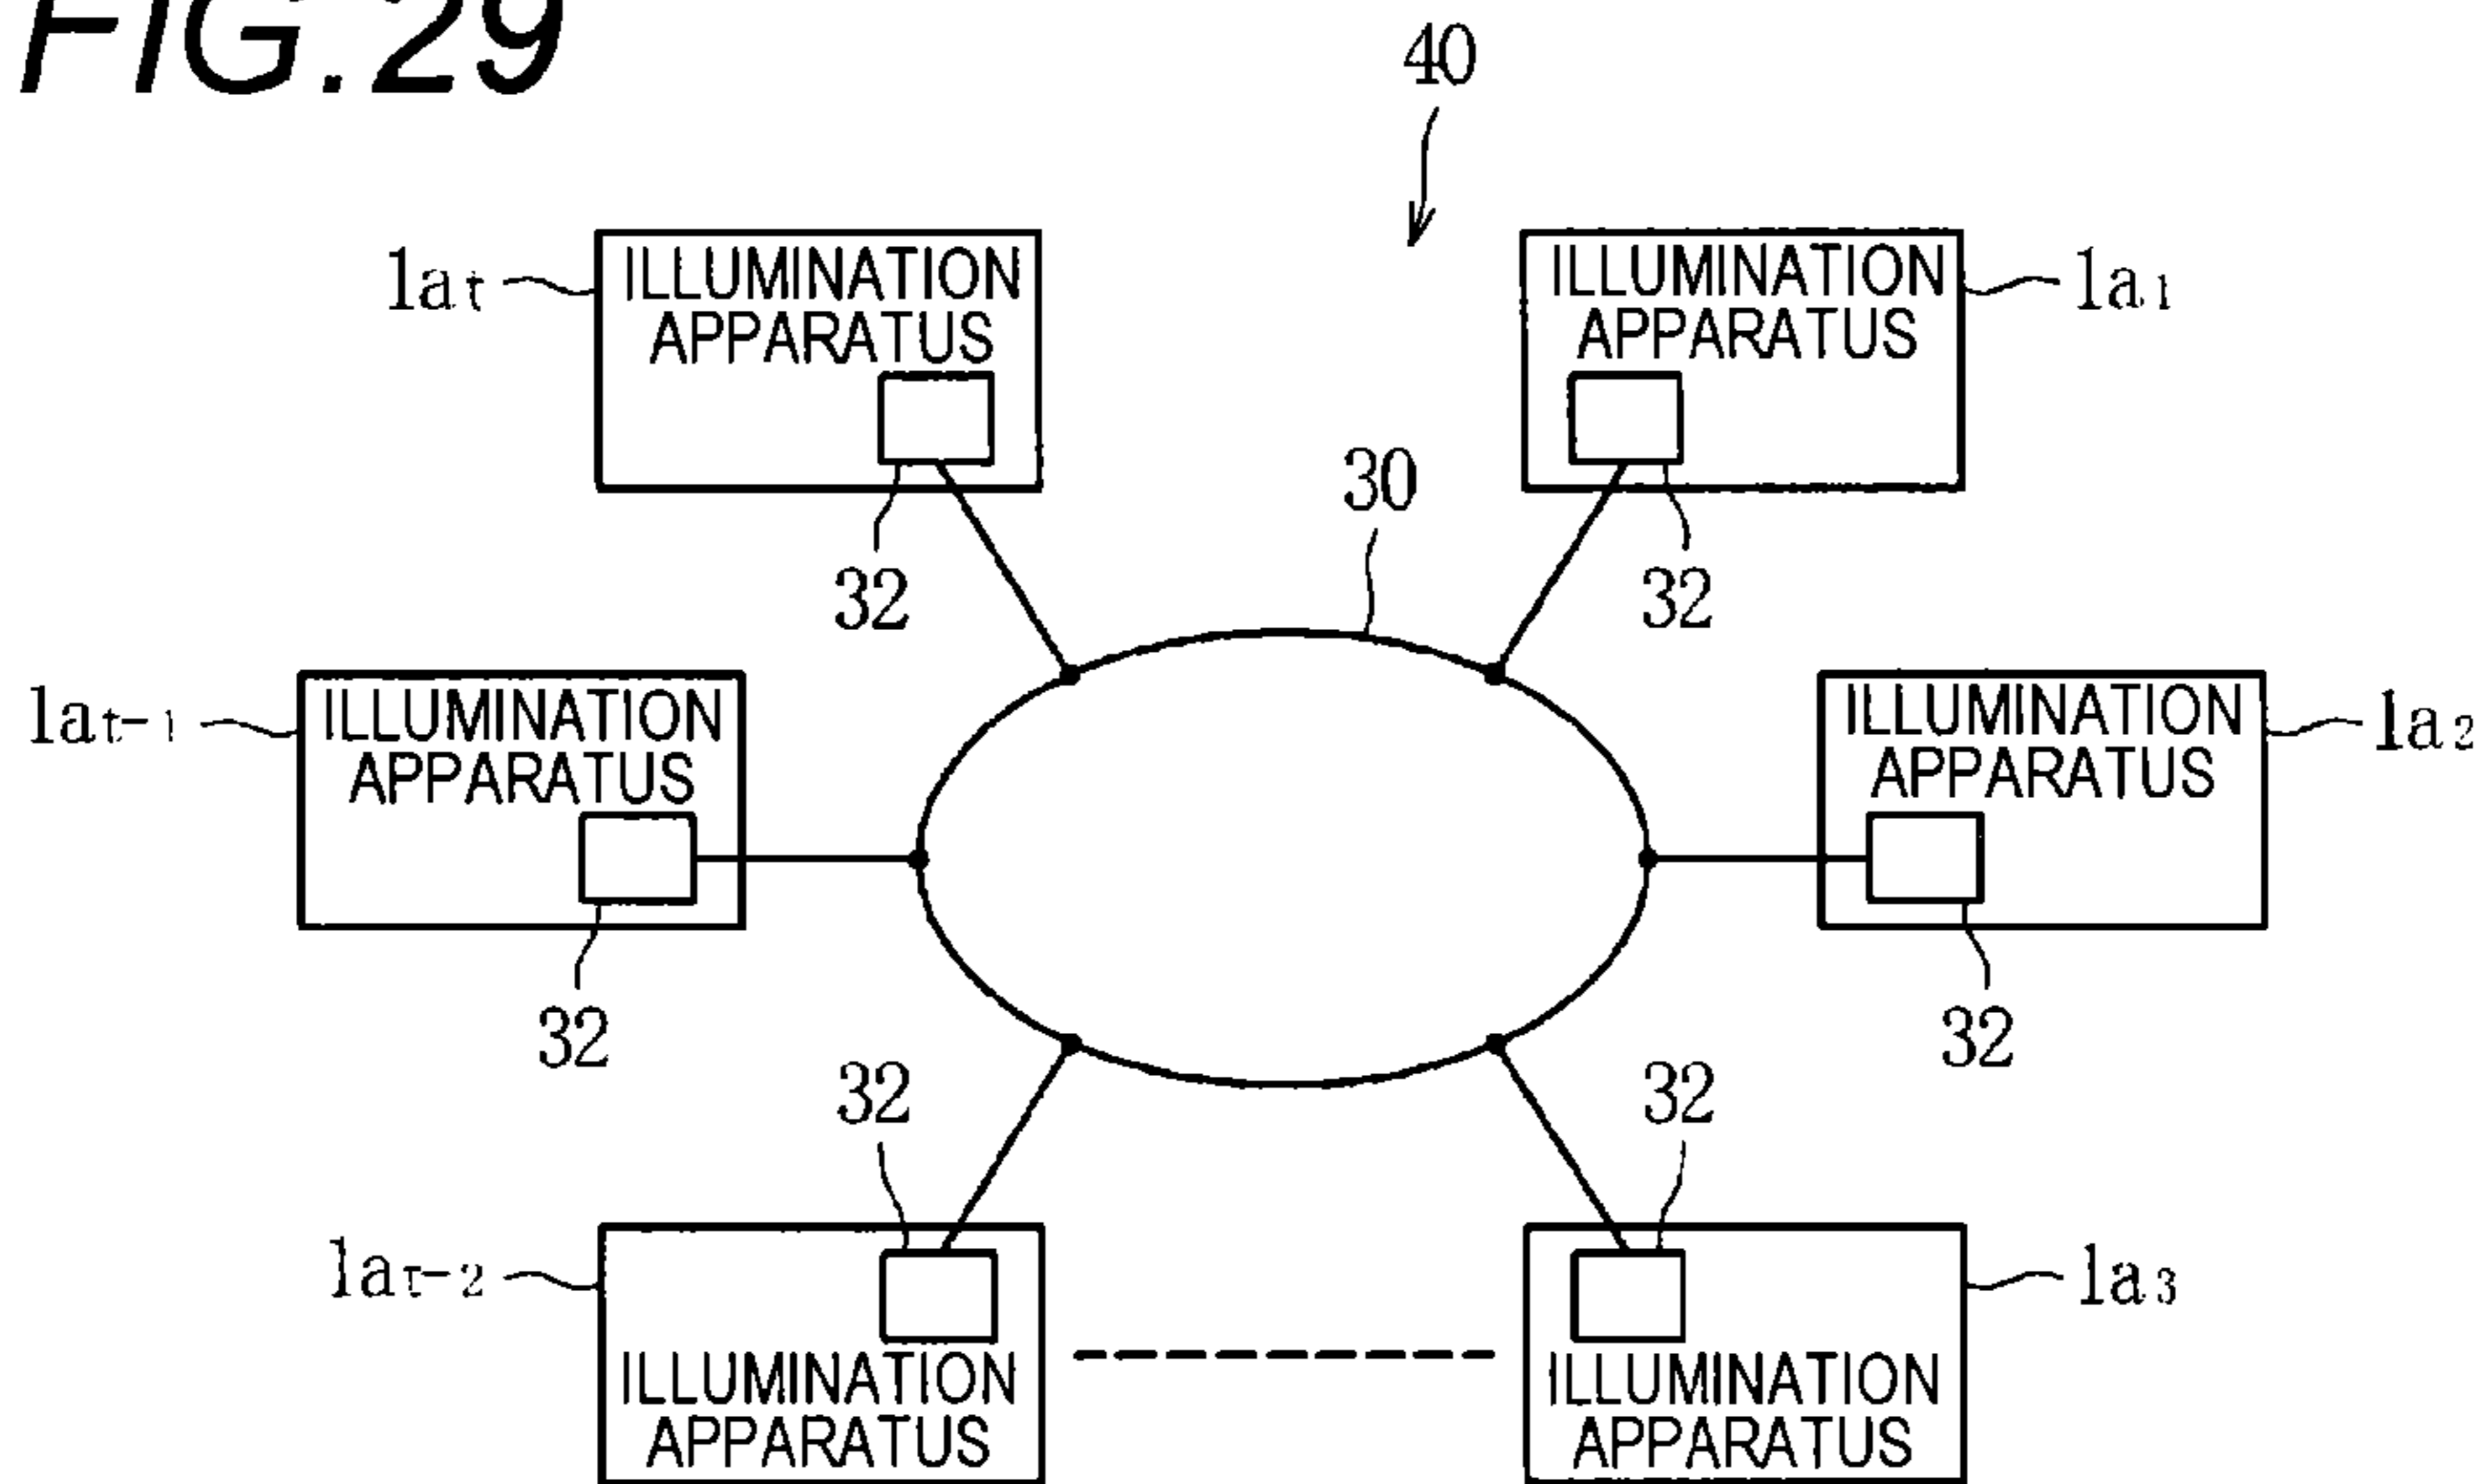 FIG.29
40
1at
ILLUMINATION
APPARATUS
32
ILLUMINATION
APPARATUS
1a1
32
30
1at-1
ILLUMINATION
APPARATUS
32
ILLUMINATION
APPARATUS
1a2
32
32
1at-2
ILLUMINATION
APPARATUS
32
1a3
ILLUMINATION
APPARATUS